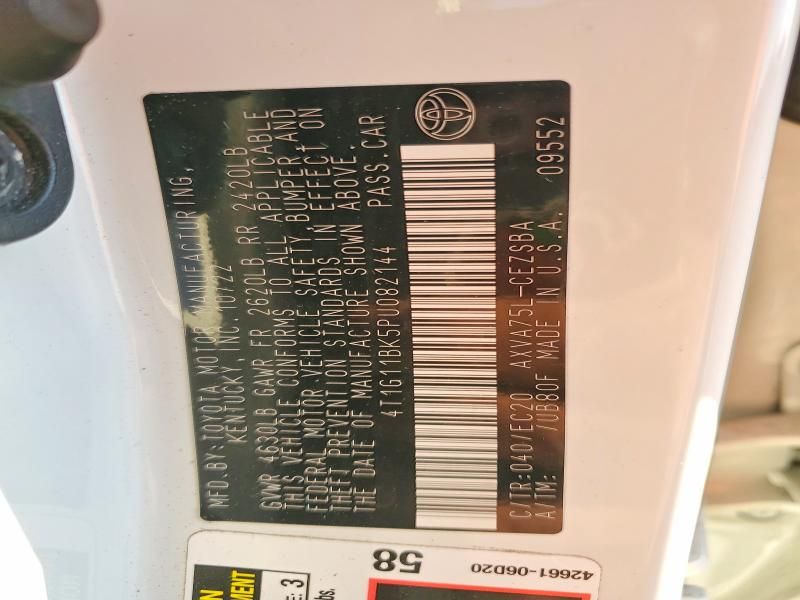 MFD. BY: TOYOTA MOTOR MANUFACTURING,
KENTUCKY, INC. 10/22
GVWR 4630LB GAWR FR 2620LB RR 2420LB
THIS VEHICLE CONFORMS TO ALL APPLICABLE
FEDERAL MOTOR VEHICLE SAFETY, BUMPER, AND
THEFT PREVENTION STANDARDS IN EFFECT ON
THE DATE OF MANUFACTURE SHOWN ABOVE.
4T1G11BK5PU082144 PASS.CAR
C/TR:040/EC20 AXVA75L-CEZSBA
A/TM: /UB80F MADE IN U.S.A. 09552
58
42661-06D20